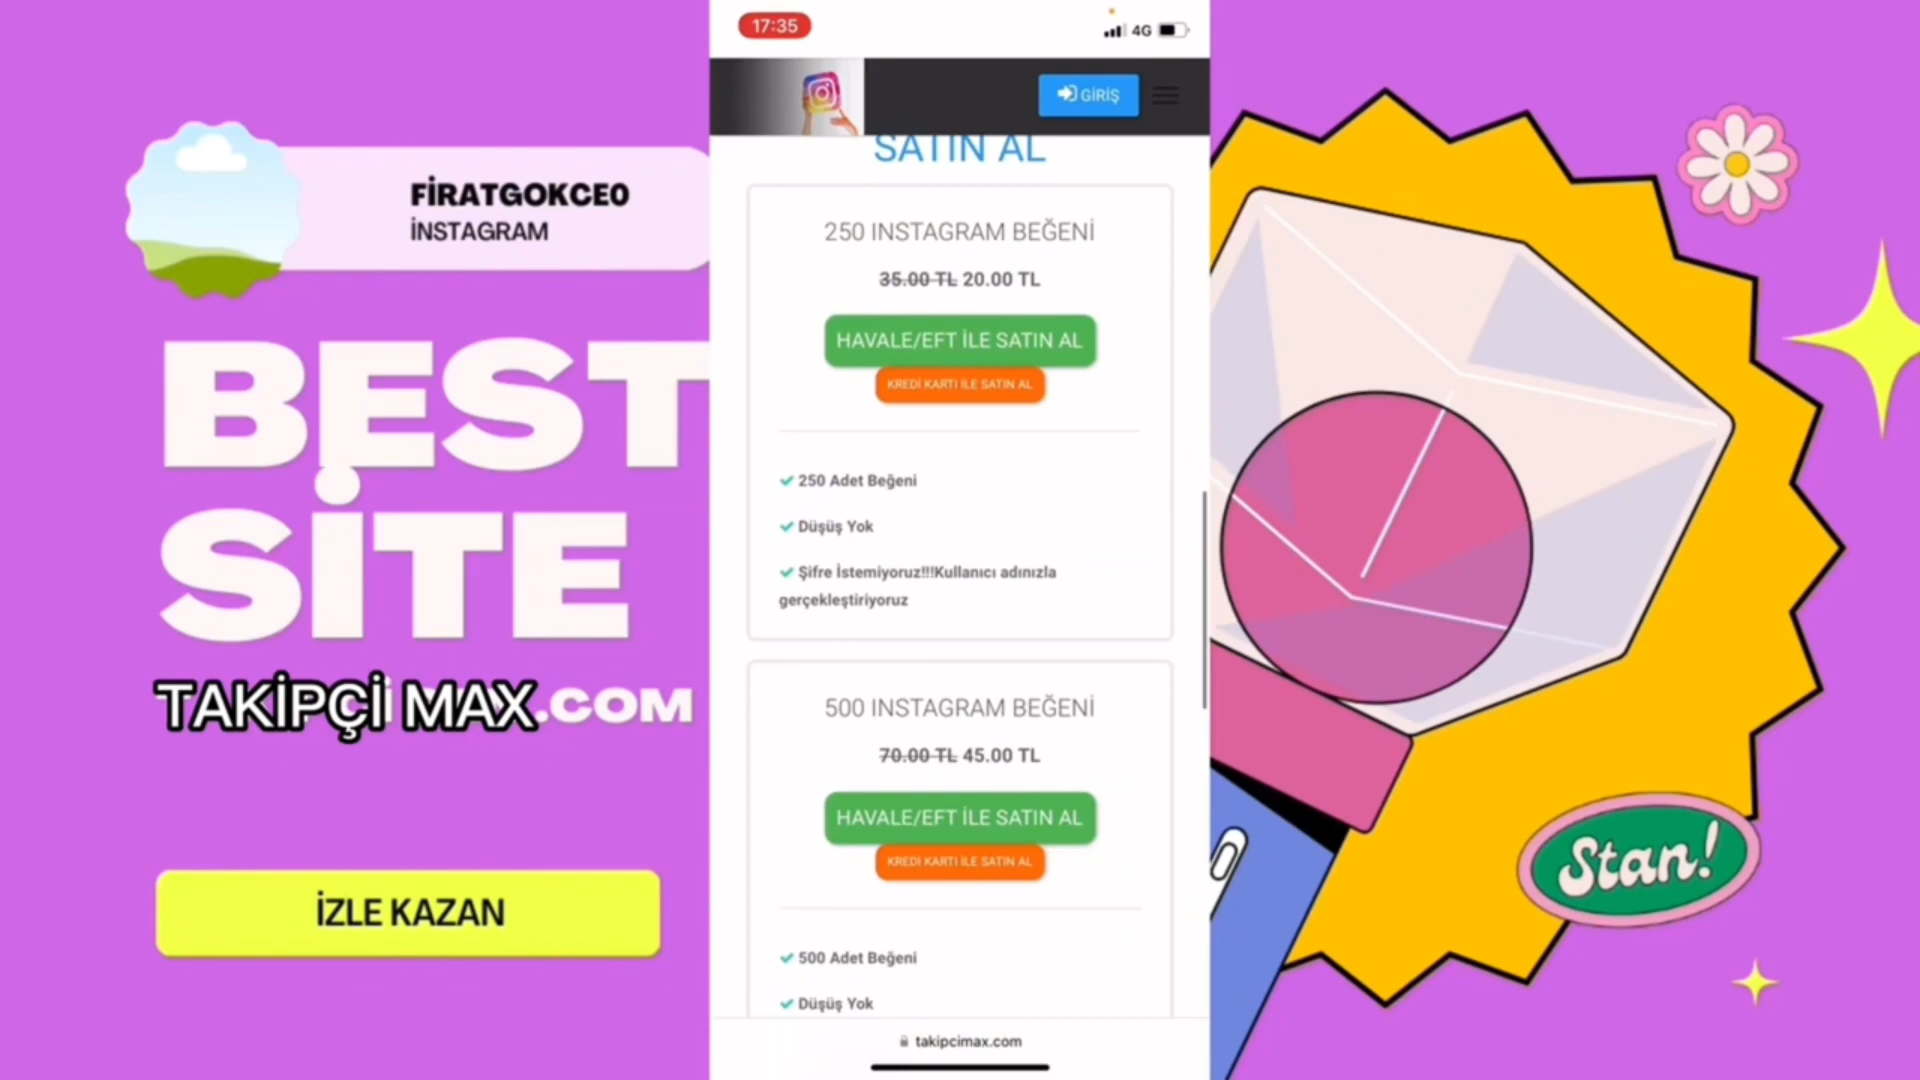 FİRATGOKCE0
İNSTAGRAM
BEST
SİTE
TAKİPÇİ MAX.COM
İZLE KAZAN
17:35
4G
GİRİŞ
SATIN AL
250 INSTAGRAM BEĞENİ
35.00 TL 20.00 TL
HAVALE/EFT İLE SATIN AL
KREDI KARTI ILE SATIN AL
250 Adet Beğeni
Düşüş Yok
Şifre İstemiyoruz!!!Kullanıcı adınızla
gerçekleştiriyoruz
500 INSTAGRAM BEĞENİ
70.00 TL 45.00 TL
HAVALE/EFT İLE SATIN AL
KREDI KARTI ILE SATIN AL
500 Adet Beğeni
Düşüş Yok
takipcimax.com
Stan!